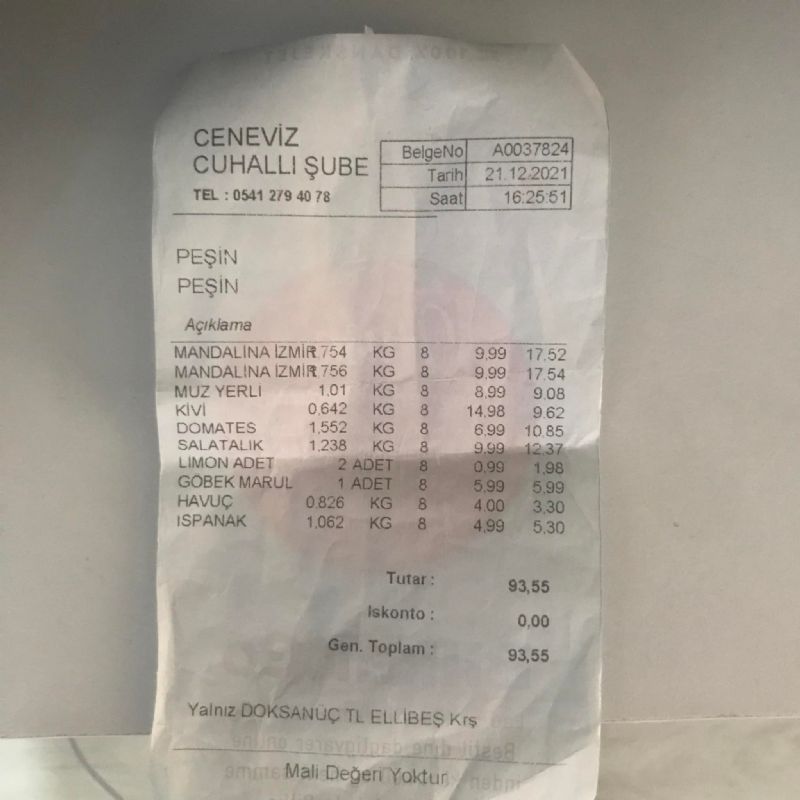 CENEVİZ
CUHALLI ŞUBE
TEL : 0541 279 40 78
BelgeNo A0037824
Tarih 21.12.2021
Saat 16:25:51
PEŞİN
PEŞİN
Açıklama
MANDALİNA İZMİR 1,754 KG 8 9,99 17,52
MANDALİNA İZMİR 1,756 KG 8 9,99 17,54
MUZ YERLİ 1,01 KG 8 8,99 9,08
KİVİ 0,642 KG 8 14,98 9,62
DOMATES 1,552 KG 8 6,99 10,85
SALATALIK 1,238 KG 8 9,99 12,37
LİMON ADET 2 ADET 8 0,99 1,98
GÖBEK MARUL 1 ADET 8 5,99 5,99
HAVUÇ 0,826 KG 8 4,00 3,30
ISPANAK 1,062 KG 8 4,99 5,30
Tutar : 93,55
Iskonto : 0,00
Gen. Toplam : 93,55
Yalnız DOKSANÜÇ TL ELLİBEŞ Krş
Mali Değeri Yoktur